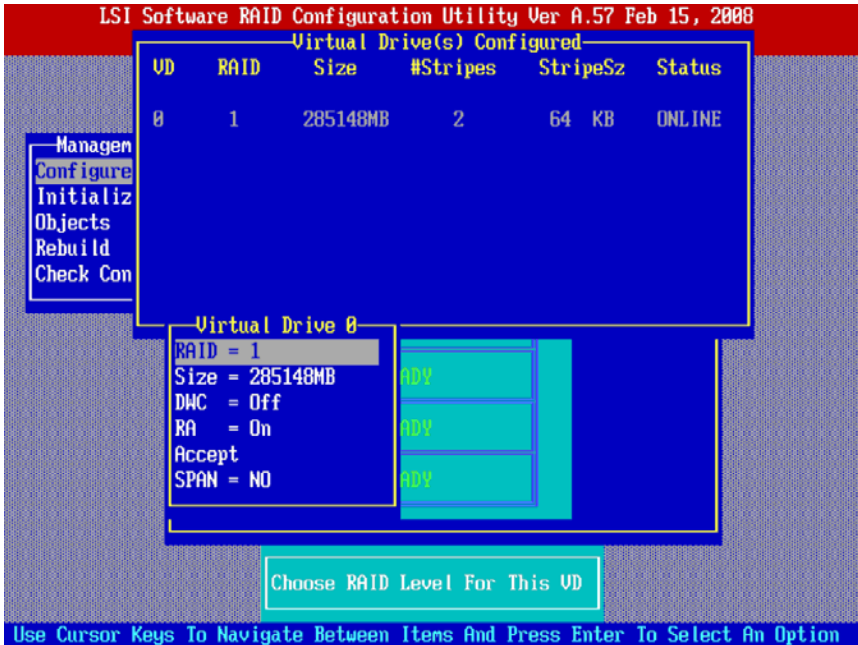 LSI Software RAID Configuration Utility Ver A.57 Feb 15, 2008
Virtual Drive(s) Configured
VD RAID Size #Stripes StripeSz Status
0 1 285148MB 2 64 KB ONLINE
Managem
Configure
Initializ
Objects
Rebuild
Check Con
Virtual Drive 0
RAID = 1
Size = 285148MB
DWC = Off
RA = On
Accept
SPAN = NO
ADY
ADY
ADY
Choose RAID Level For This VD
Use Cursor Keys To Navigate Between Items And Press Enter To Select An Option